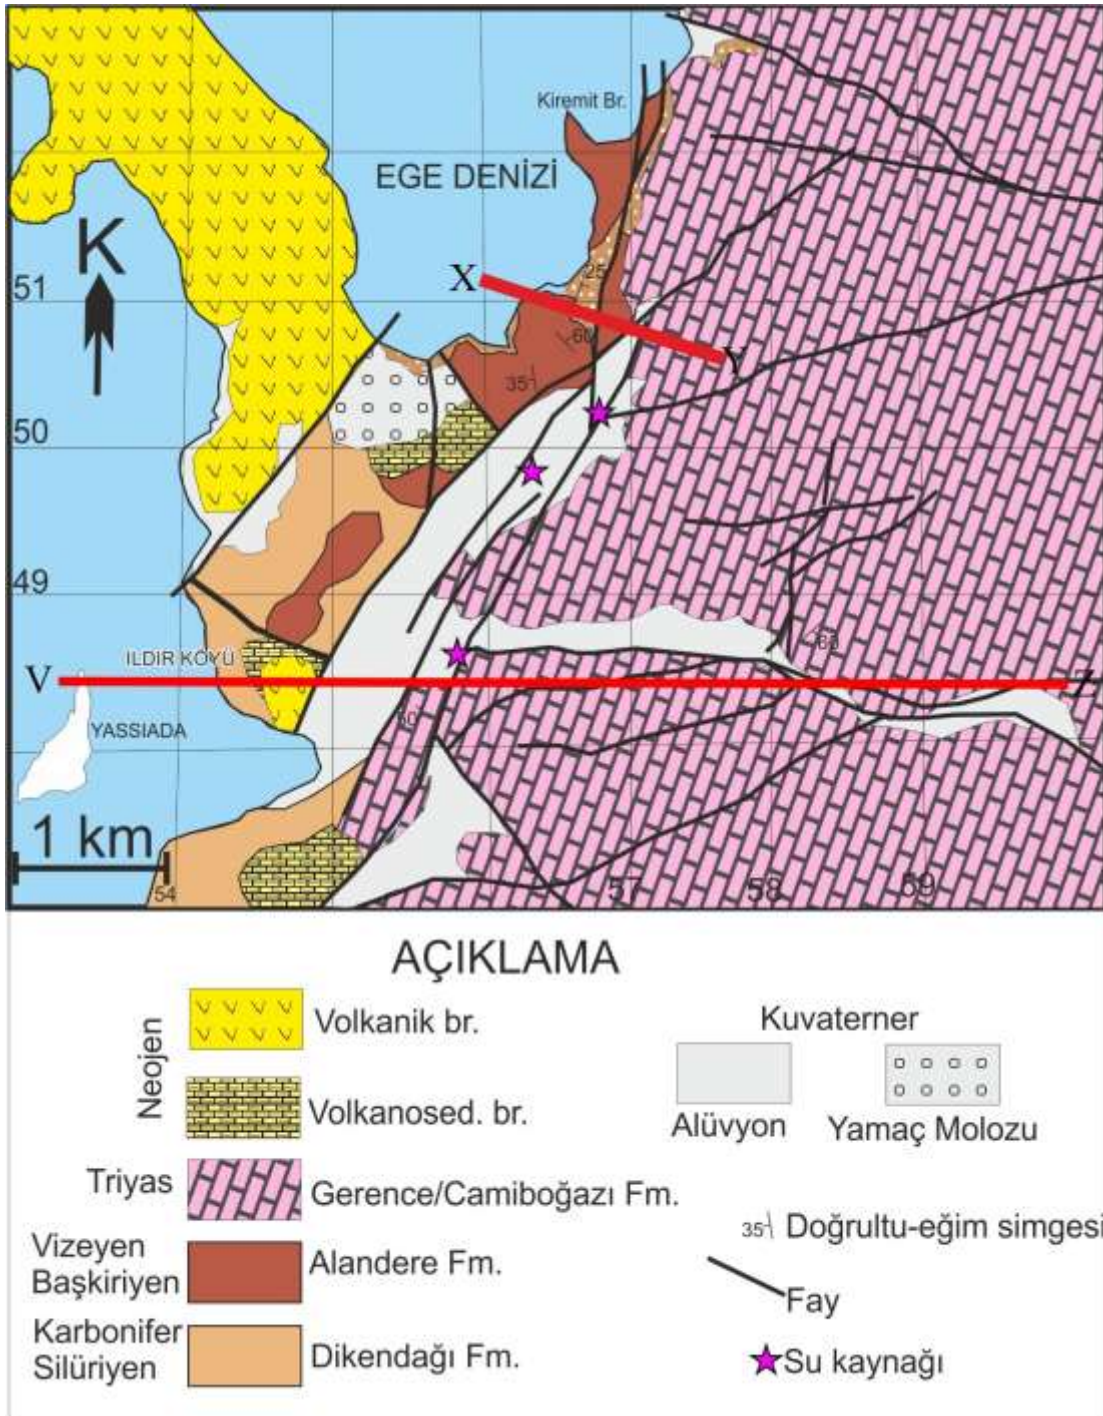 Kiremit Br.
EGE DENİZİ
K
X
25
51
60
Y
35
50
49
ILDIR KÖYÜ
85
V
Z
YASSIADA
60
1 km
54
57
58
59
AÇIKLAMA
Neojen
Volkanik br.
Volkanosed. br.
Triyas
Gerence/Camiboğazı Fm.
Vizeyen
Başkiriyen
Alandere Fm.
Karbonifer
Silüriyen
Dikendağı Fm.
Kuvaterner
Alüvyon
Yamaç Molozu
35 Doğrultu-eğim simgesi
Fay
Su kaynağı